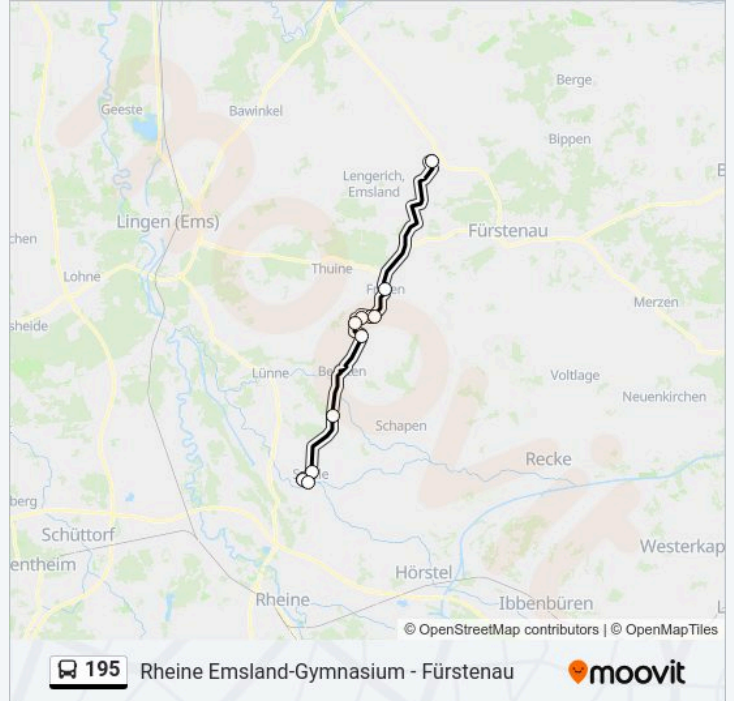 Berge
Geeste
Bawinkel
Bippen
Lengerich,
Emsland
Lingen (Ems)
Fürstenau
chen
Thuine
Lohne
Merzen
sheide
Lünne
Voltlage
Neuenkirchen
Schapen
Recke
berg
Schüttorf
Westerkap
entheim
Hörstel
Rheine
Ibbenbüren
© OpenStreetMap contributors | © OpenMapTiles
195 Rheine Emsland-Gymnasium - Fürstenau moovit